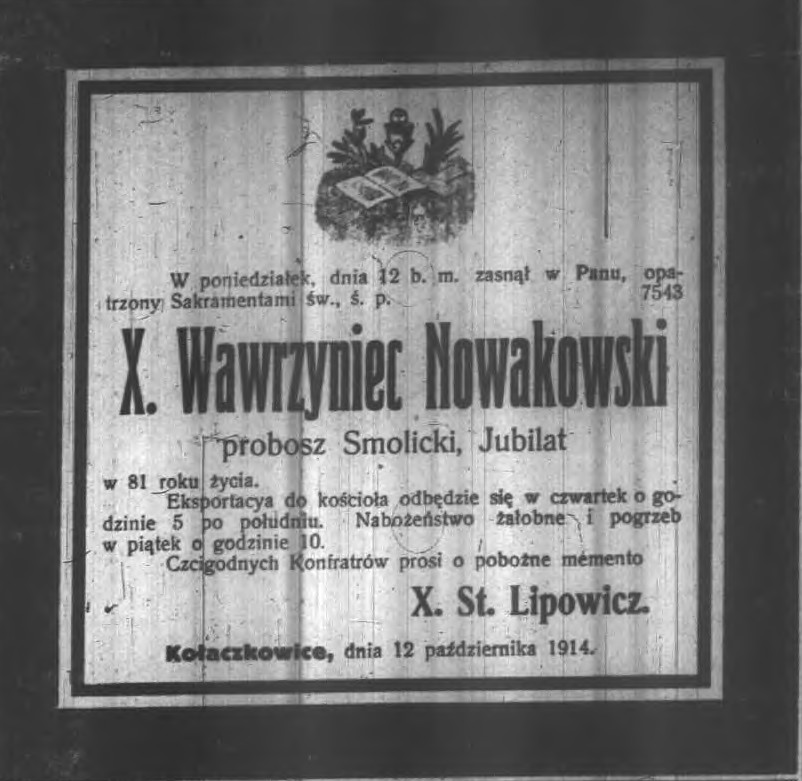 W poniedziałek, dnia 12 b. m. zasnął w Panu, opa-
trzony Sakramentami św., ś. p. 7543
X. Wawrzyniec Nowakowski
probosz Smolicki, Jubilat
w 81 roku życia.
Eksportacya do kościoła odbędzie się w czwartek o go-
dzinie 5 po południu. Nabożeństwo żałobne i pogrzeb
w piątek o godzinie 10.
Czcigodnych Konfratrów prosi o pobożne memento
X. St. Lipowicz.
Kołaczkowice, dnia 12 października 1914.